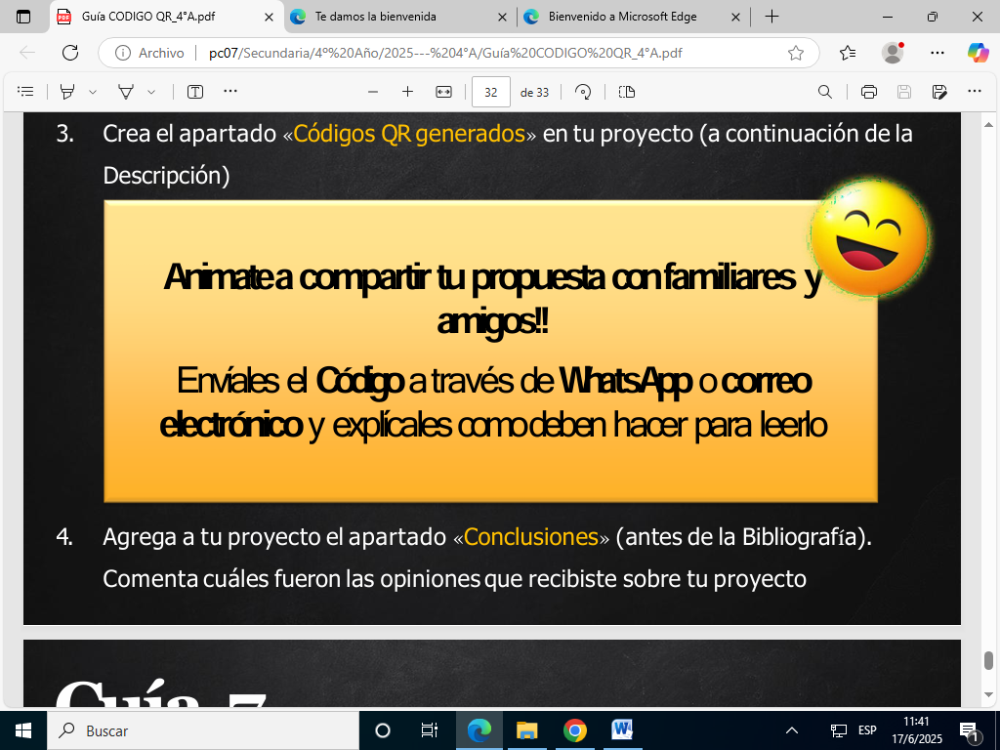 Guía CODIGO QR_4°A.pdf
Te damos la bienvenida
Bienvenido a Microsoft Edge
Archivo
pc07/Secundaria/4º%20Año/2025---%204°A/Guía%20CODIGO%20QR_4°A.pdf
32
de 33
3. Crea el apartado «Códigos QR generados» en tu proyecto (a continuación de la
Descripción)
Animate a compartir tu propuesta con familiares y
amigos!!
Envíales el Código a través de WhatsApp o correo
electrónico y explícales como deben hacer para leerlo
4. Agrega a tu proyecto el apartado «Conclusiones» (antes de la Bibliografía).
Comenta cuáles fueron las opiniones que recibiste sobre tu proyecto
Guía 7
Buscar
ESP
11:41
17/6/2025
1